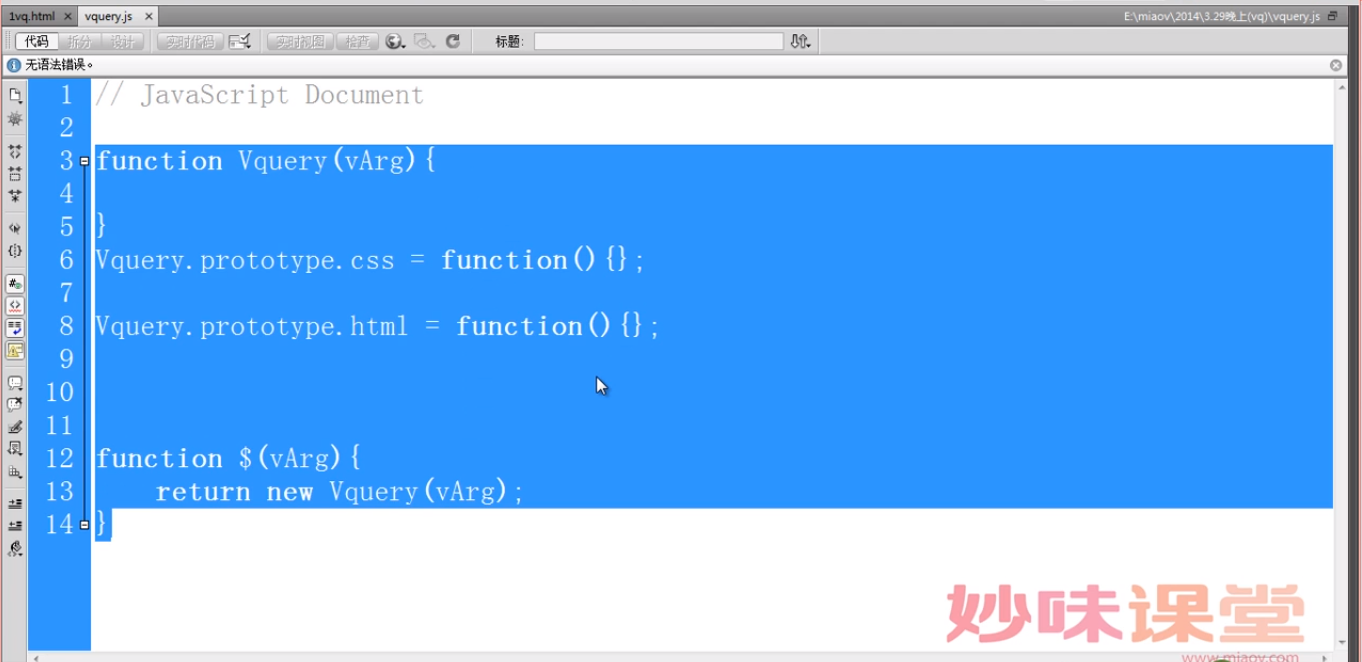 1vq.html × vquery.js ×
E:\miaov\2014\3.29晚上(vq)\vquery.js
代码 拆分 设计 实时代码 实时视图 检查 标题:
无语法错误。
1 // JavaScript Document
2
3 function Vquery(vArg){
4
5 }
6 Vquery.prototype.css = function(){};
7
8 Vquery.prototype.html = function(){};
9
10
11
12 function $(vArg){
13 return new Vquery(vArg);
14 }
妙味课堂
www.miaov.com